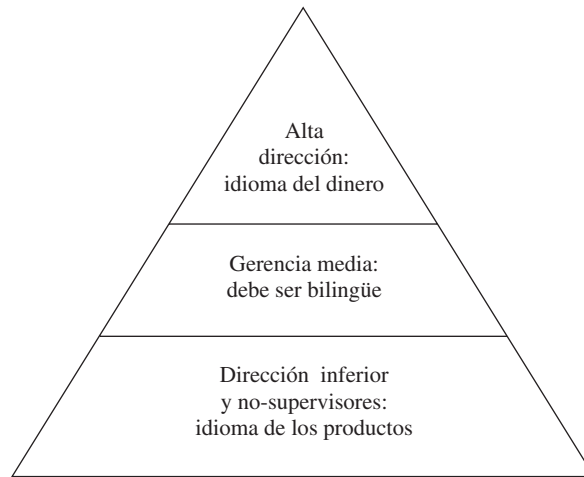 Alta
dirección:
idioma del dinero
Gerencia media:
debe ser bilingüe
Dirección inferior
y no-supervisores:
idioma de los productos